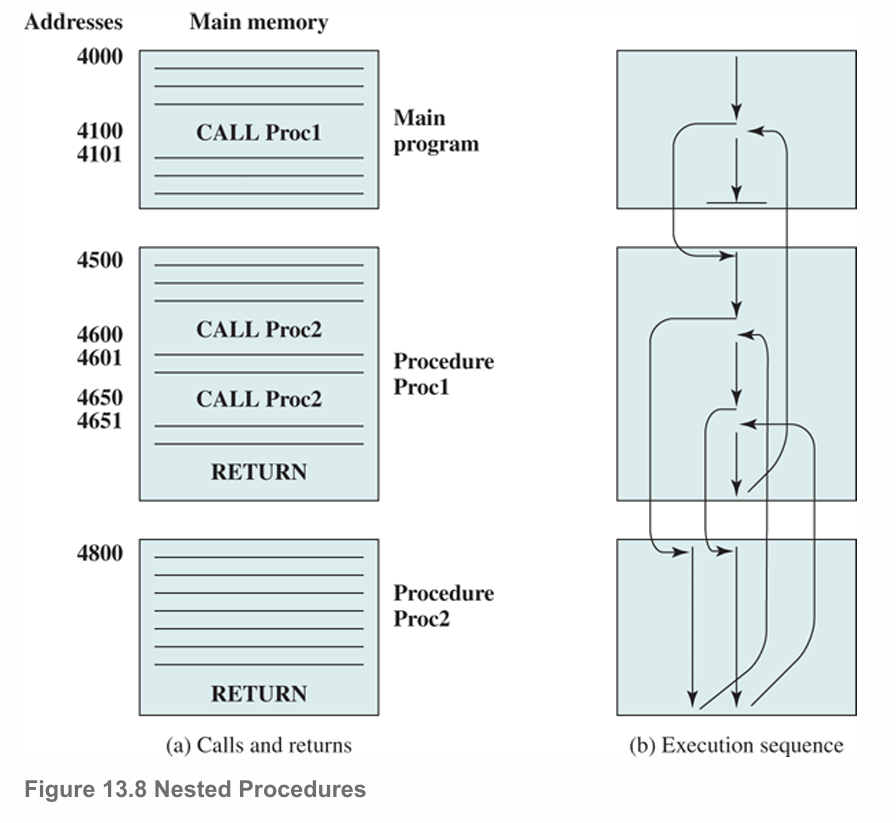 Addresses Main memory
4000
4100 CALL Proc1
4101
Main
program
4500
4600 CALL Proc2
4601
4650 CALL Proc2
4651
RETURN
Procedure
Proc1
4800
Procedure
Proc2
RETURN
(a) Calls and returns
(b) Execution sequence
Figure 13.8 Nested Procedures